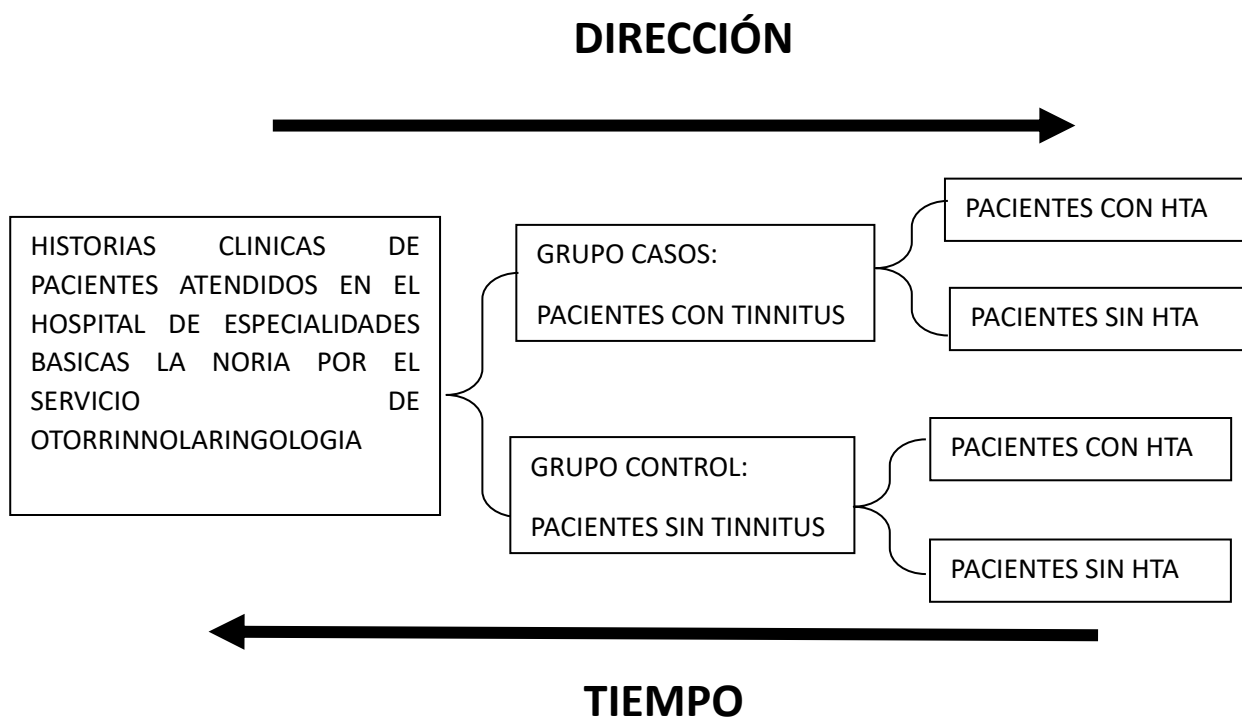 DIRECCIÓN
HISTORIAS CLINICAS DE
PACIENTES ATENDIDOS EN EL
HOSPITAL DE ESPECIALIDADES
BASICAS LA NORIA POR EL
SERVICIO DE
OTORRINNOLARINGOLOGIA
GRUPO CASOS:
PACIENTES CON TINNITUS
PACIENTES CON HTA
PACIENTES SIN HTA
GRUPO CONTROL:
PACIENTES SIN TINNITUS
PACIENTES CON HTA
PACIENTES SIN HTA
TIEMPO